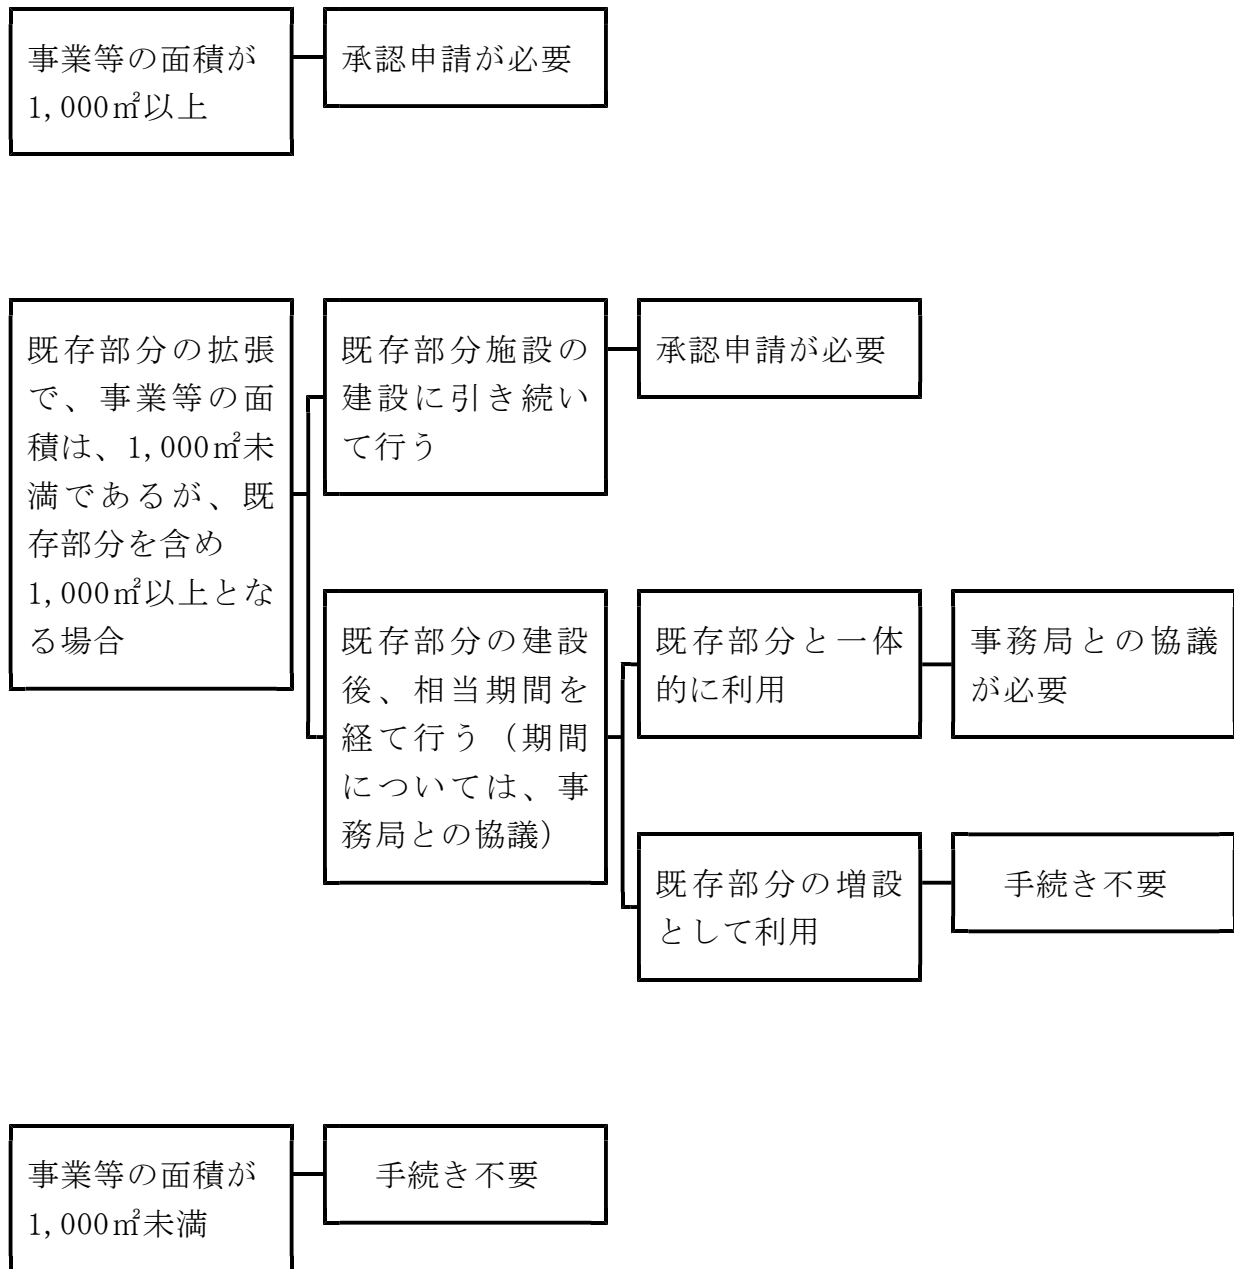 事業等の面積が
1,000㎡以上
承認申請が必要
既存部分の拡張
で、事業等の面
積は、1,000㎡未
満であるが、既
存部分を含め
1,000㎡以上とな
る場合
既存部分施設の
建設に引き続い
て行う
承認申請が必要
既存部分の建設
後、相当期間を
経て行う（期間
については、事
務局との協議）
既存部分と一体
的に利用
事務局との協議
が必要
既存部分の増設
として利用
手続き不要
事業等の面積が
1,000㎡未満
手続き不要